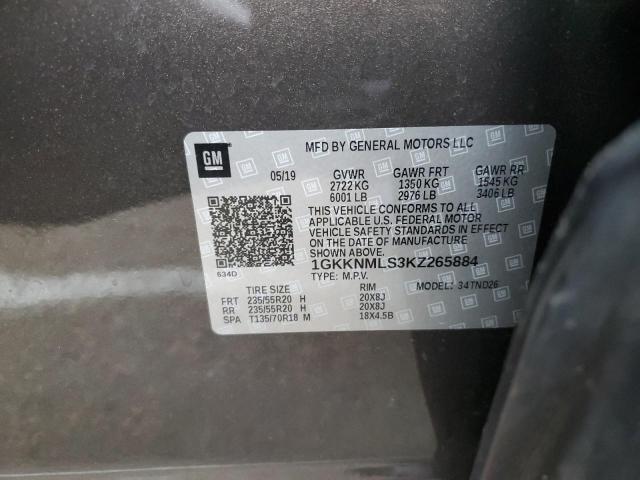 GM
MFD BY GENERAL MOTORS LLC
05/19 GVWR GAWR FRT GAWR RR
2722 KG 1350 KG 1545 KG
6001 LB 2976 LB 3406 LB
THIS VEHICLE CONFORMS TO ALL
APPLICABLE U.S. FEDERAL MOTOR
VEHICLE SAFETY STANDARDS IN EFFECT
ON THE DATE OF MANUFACTURE
SHOWN ABOVE.
1GKKNMLS3KZ265884
634D
TYPE: M.P.V. MODEL: 34TND26
TIRE SIZE RIM
FRT 235/55R20 H 20X8J
RR 235/55R20 H 20X8J
SPA T135/70R18 M 18X4.5B